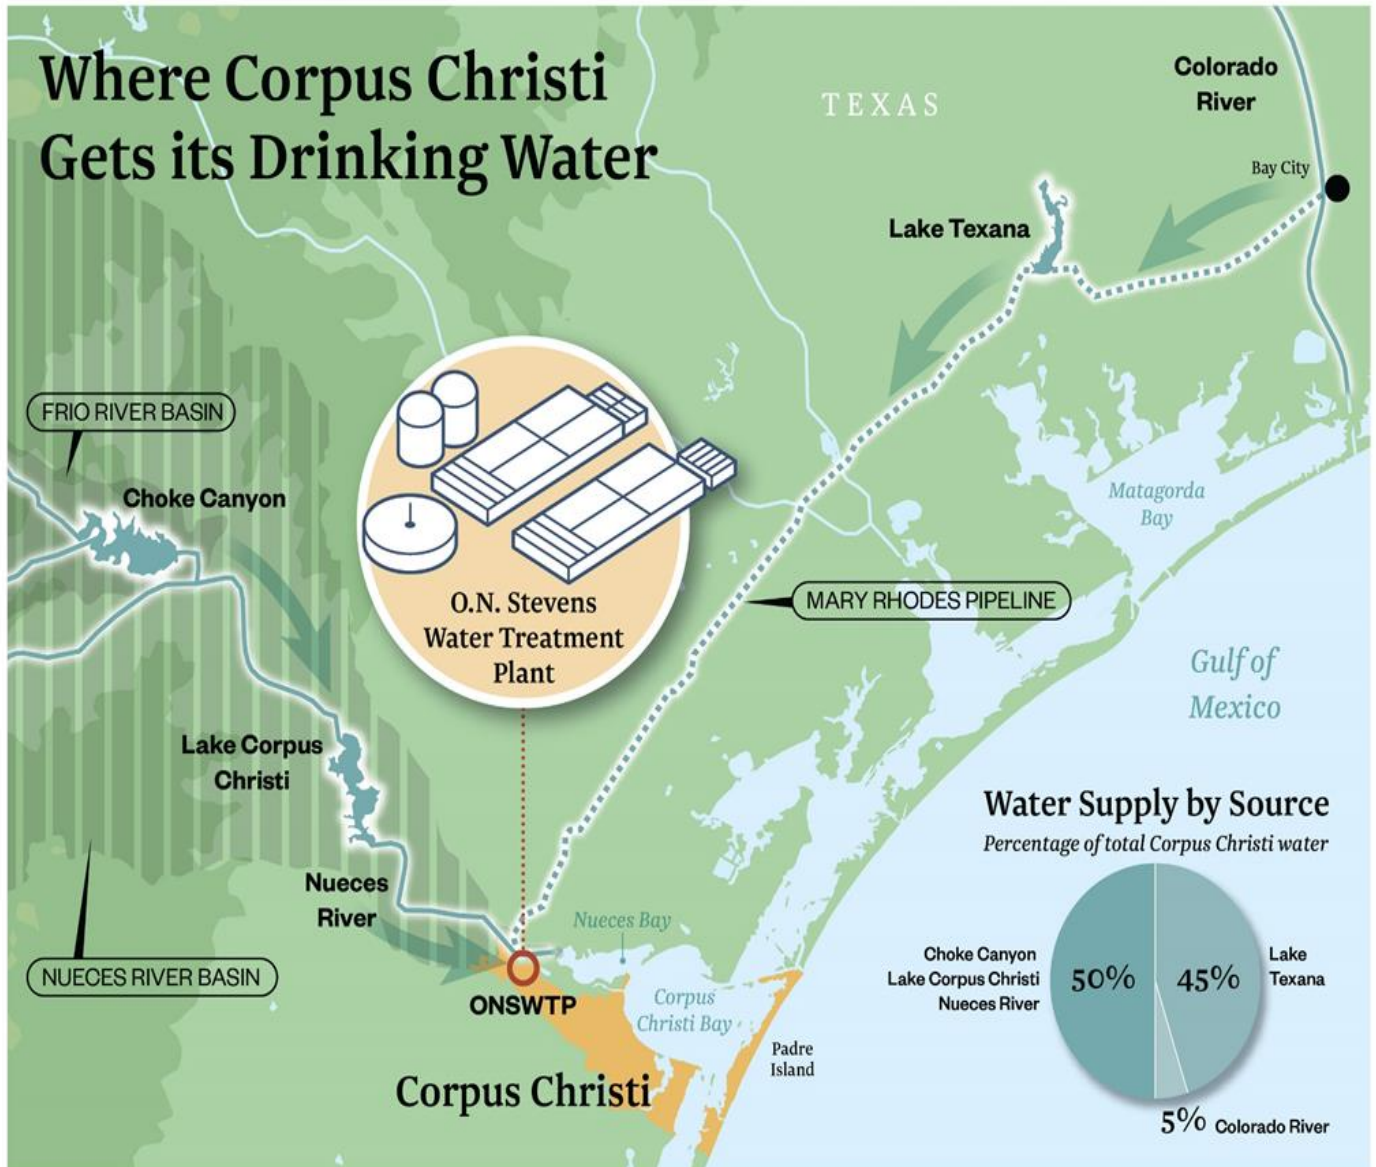 Where Corpus Christi
Gets its Drinking Water
TEXAS
Colorado
River
Bay City
Lake Texana
FRIO RIVER BASIN
Choke Canyon
O.N. Stevens
Water Treatment
Plant
MARY RHODES PIPELINE
Matagorda
Bay
Gulf of
Mexico
Lake Corpus
Christi
Nueces
River
NUECES RIVER BASIN
Nueces Bay
ONSWTP
Corpus
Christi Bay
Padre
Island
Corpus Christi
Water Supply by Source
Percentage of total Corpus Christi water
Choke Canyon
Lake Corpus Christi
Nueces River
50%
45%
Lake
Texana
5% Colorado River